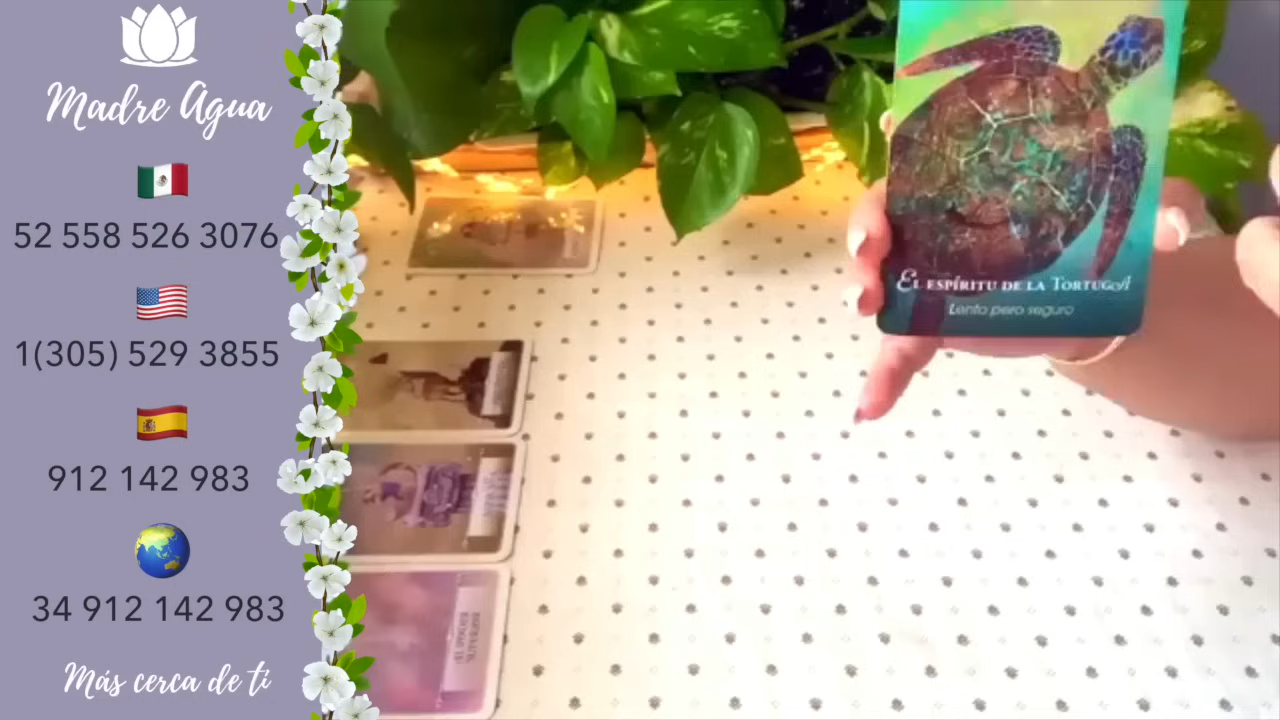 Madre Agua
52 558 526 3076
1(305) 529 3855
912 142 983
34 912 142 983
Más cerca de ti
El espíritu de la Tortuga
Lento pero seguro